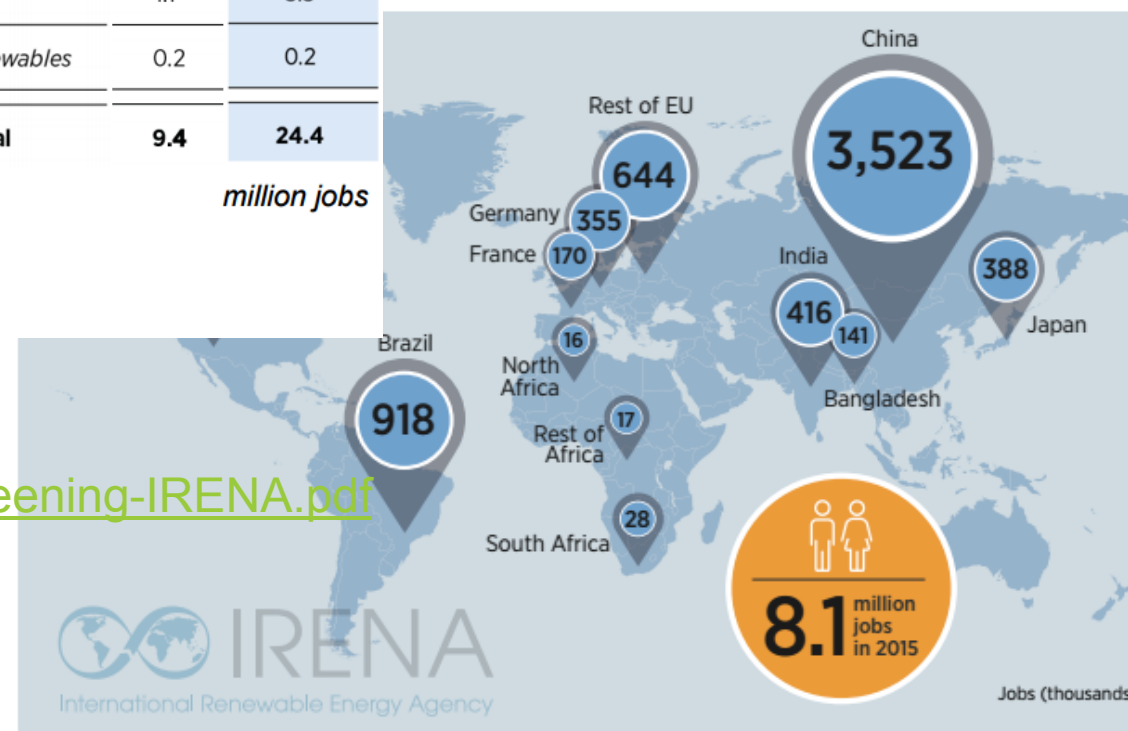 ewables 0.2 0.2
al 9.4 24.4
million jobs
China
3,523
Rest of EU
644
Germany 355
France 170
India
416
141
Bangladesh
388
Japan
16
North
Africa
Brazil
918
17
Rest of
Africa
28
South Africa
eening-IRENA.pdf
8.1 million
jobs
in 2015
IRENA
International Renewable Energy Agency
Jobs (thousands